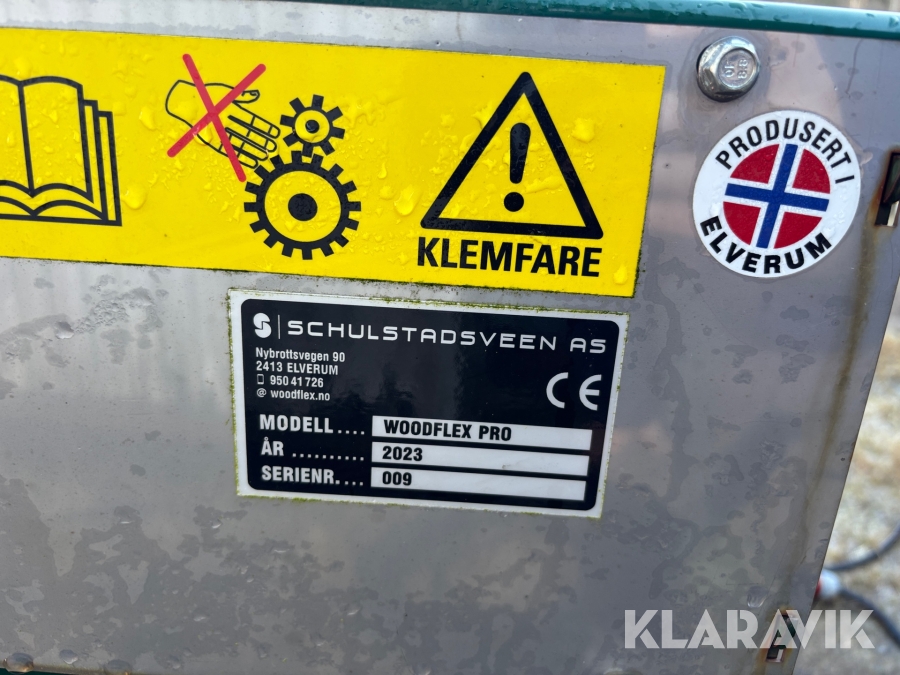 KLEMFARE
PRODUSERT I
ELVERUM
SCHULSTADSVEEN AS
Nybrottsvegen 90
2413 ELVERUM
950 41 726
@ woodflex.no
CE
MODELL.... WOODFLEX PRO
ÅR .......... 2023
SERIENR.... 009
KLARAVIK